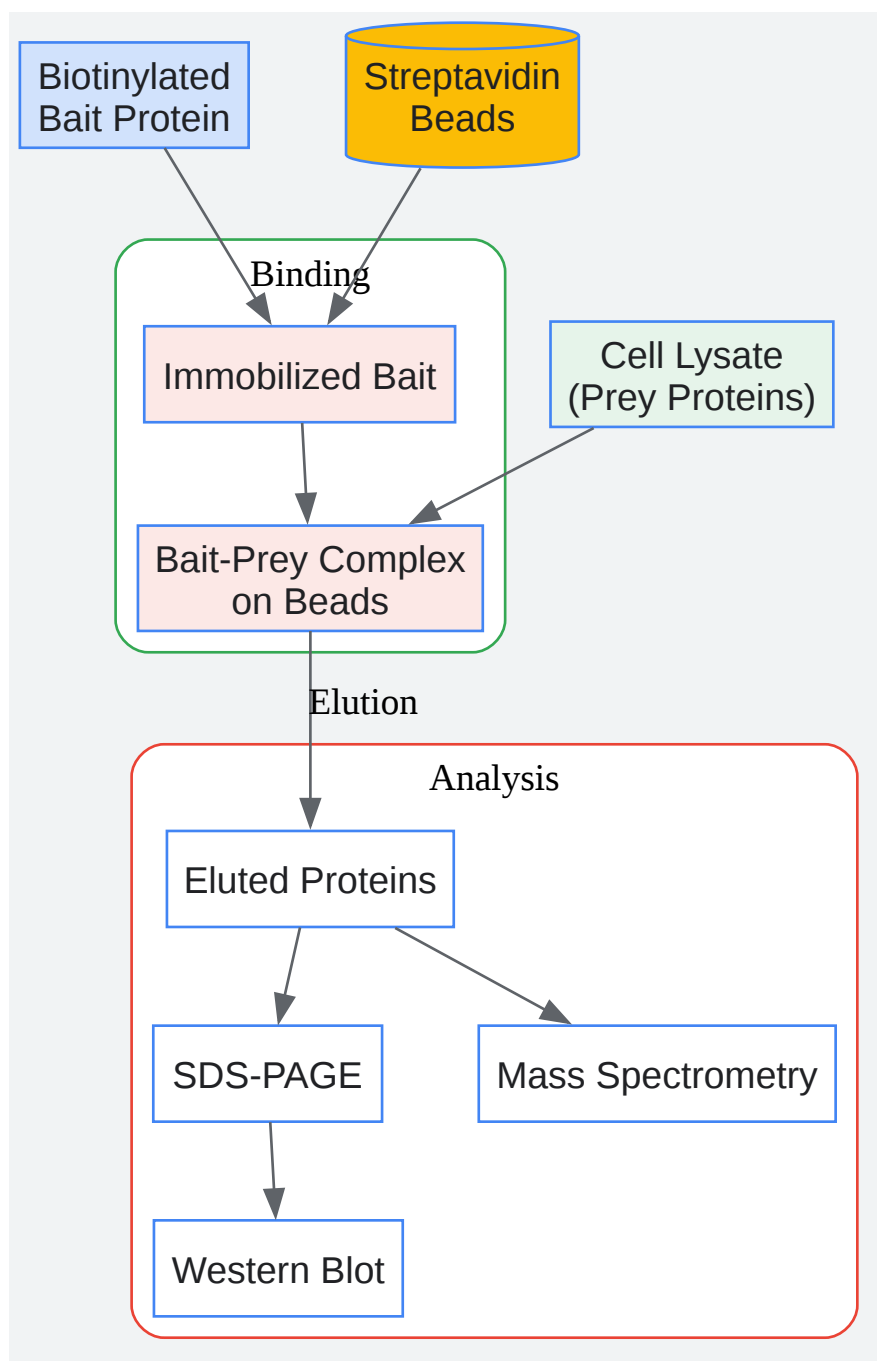 Biotinylated
Bait Protein
Streptavidin
Beads
Binding
Immobilized Bait
Cell Lysate
(Prey Proteins)
Bait-Prey Complex
on Beads
Elution
Analysis
Eluted Proteins
SDS-PAGE
Mass Spectrometry
Western Blot